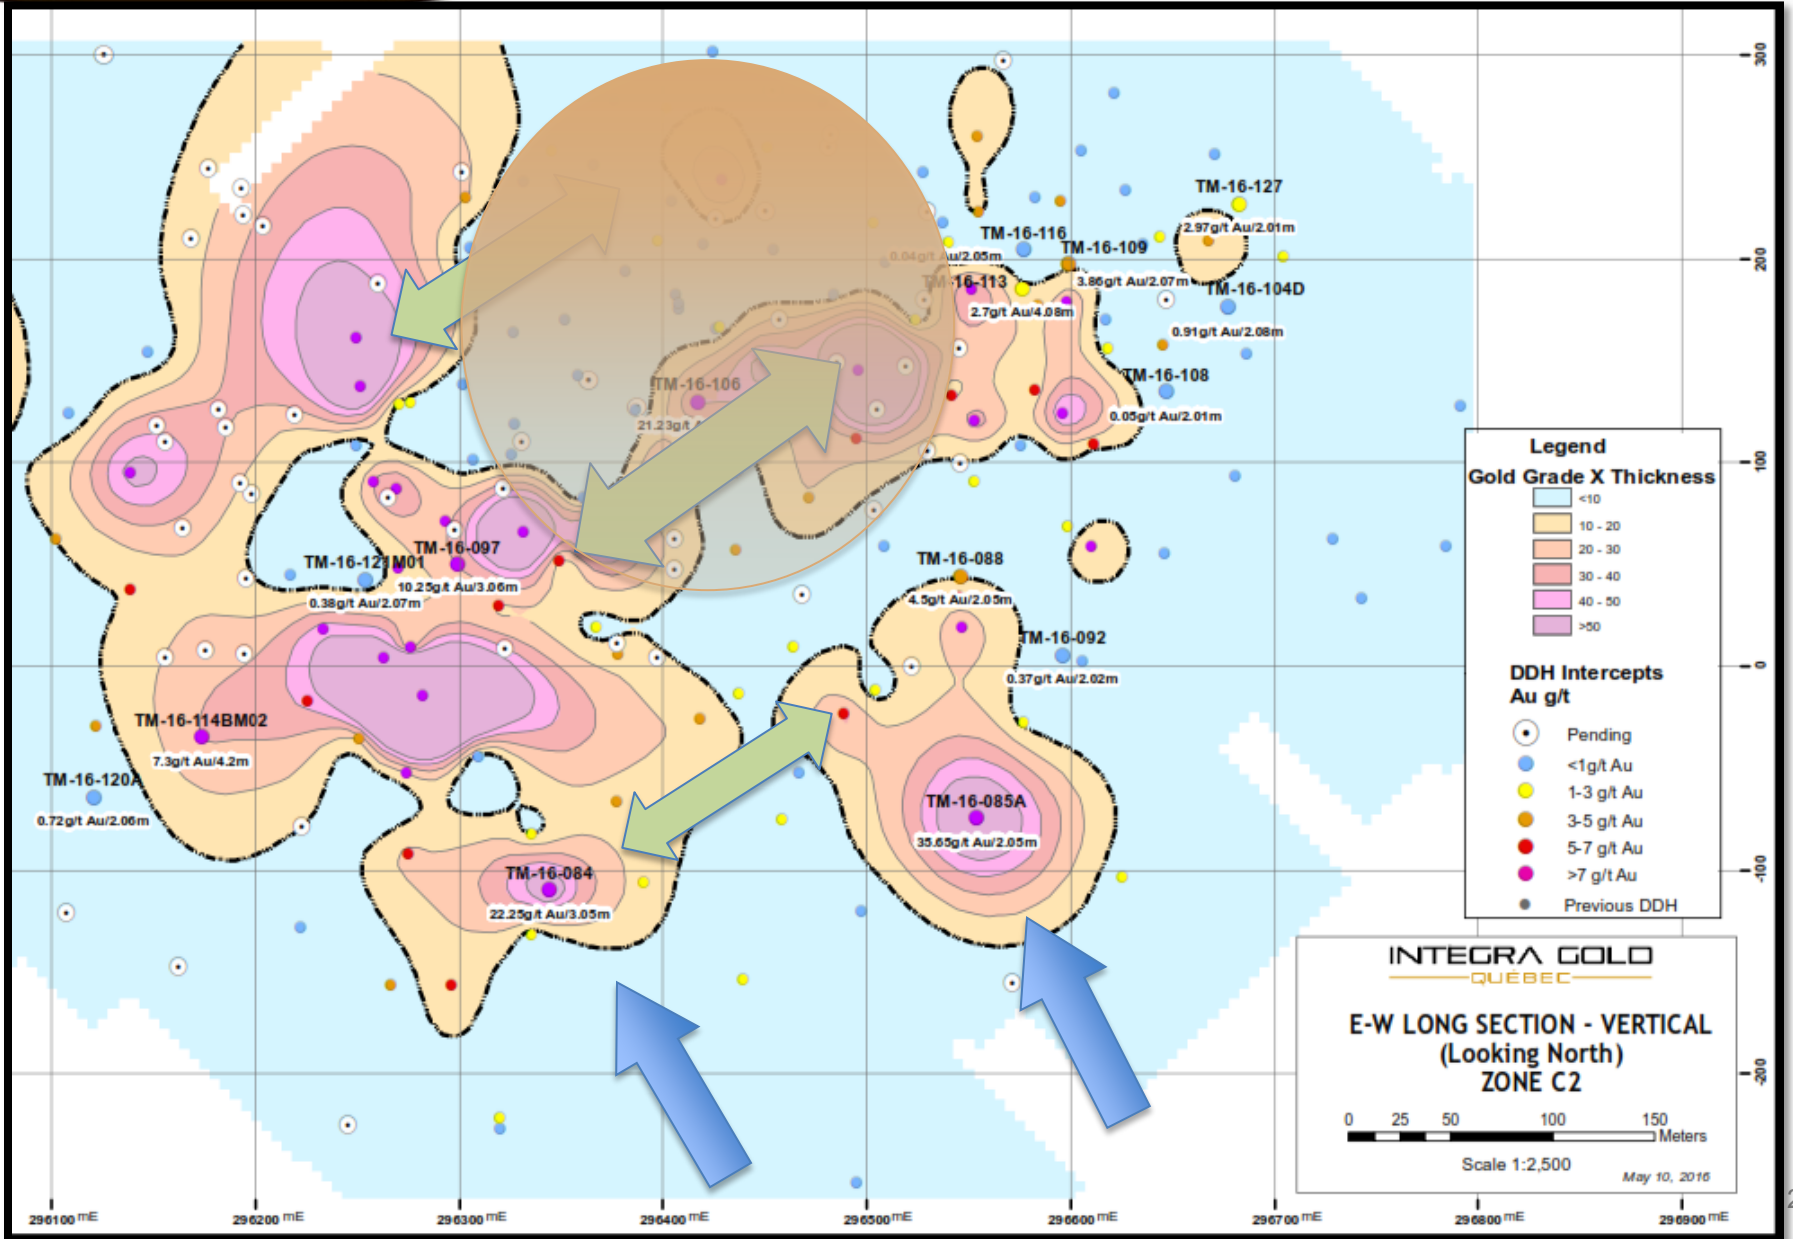 300
TM-16-127
2.97g/t Au/2.01m
TM-16-116
TM-16-109
0.04g/t Au/2.05m
200
3.86g/t Au/2.07m
TM-16-113
TM-16-104D
2.7g/t Au/4.08m
0.91g/t Au/2.08m
TM-16-106
TM-16-108
21.23g/t
0.05g/t Au/2.01m
100
TM-16-097
TM-16-121M01
10.25g/t Au/3.06m
0.38g/t Au/2.07m
TM-16-088
4.5g/t Au/2.05m
TM-16-092
0.37g/t Au/2.02m
0
TM-16-114BM02
7.3g/t Au/4.2m
TM-16-120A
0.72g/t Au/2.06m
TM-16-085A
35.65g/t Au/2.05m
TM-16-084
22.25g/t Au/3.05m
-100
-200
Legend
Gold Grade X Thickness
<10
10 - 20
20 - 30
30 - 40
40 - 50
>50
DDH Intercepts
Au g/t
Pending
<1g/t Au
1-3 g/t Au
3-5 g/t Au
5-7 g/t Au
>7 g/t Au
Previous DDH
INTEGRA GOLD
QUÉBEC
E-W LONG SECTION - VERTICAL
(Looking North)
ZONE C2
0 25 50 100 150
Meters
Scale 1:2,500
May 10, 2016
296100 mE 296200 mE 296300 mE 296400 mE 296500 mE 296600 mE 296700 mE 296800 mE 296900 mE